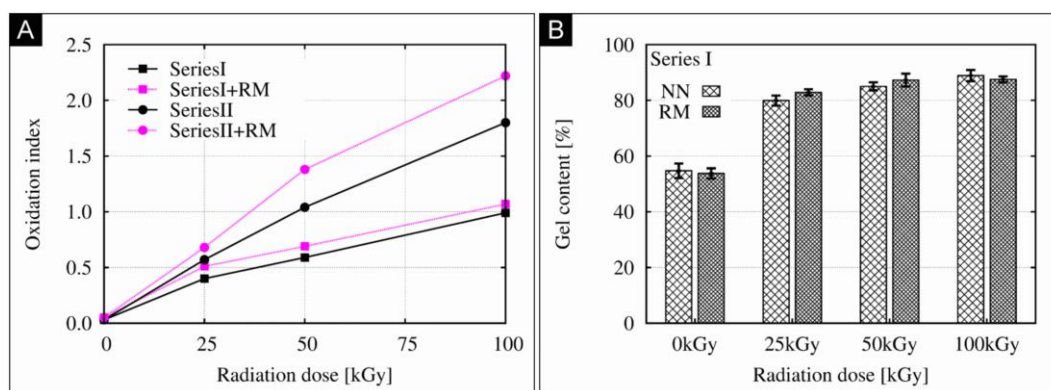 A
2.5
2.0
1.5
1.0
0.5
0.0
Oxidation index
SeriesI
SeriesI+RM
SeriesII
SeriesII+RM
0
25
50
75
100
Radiation dose [kGy]
B
100
80
60
40
20
0
Gel content [%]
Series I
NN
RM
0kGy
25kGy
50kGy
100kGy
Radiation dose [kGy]